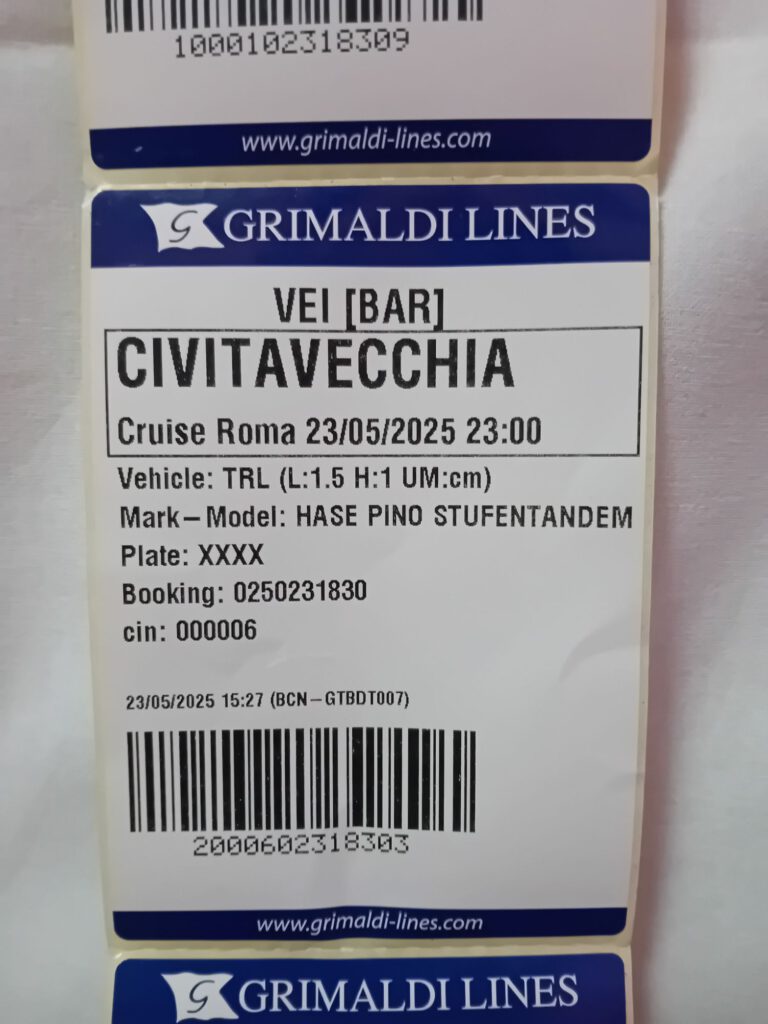 1000102318309
www.grimaldi-lines.com
G GRIMALDI LINES
VEI [BAR]
CIVITAVECCHIA
Cruise Roma 23/05/2025 23:00
Vehicle: TRL (L:1.5 H:1 UM:cm)
Mark-Model: HASE PINO STUFENTANDEM
Plate: XXXX
Booking: 0250231830
cin: 000006
23/05/2025 15:27 (BCN-GTBDT007)
2000602318303
www.grimaldi-lines.com
G GRIMALDI LINES